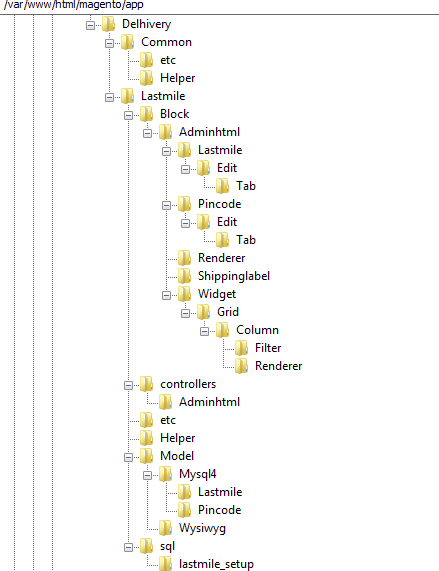 /var/www/html/magento/app
Delhivery
Common
etc
Helper
Lastmile
Block
Adminhtml
Lastmile
Edit
Tab
Pincode
Edit
Tab
Renderer
Shippinglabel
Widget
Grid
Column
Filter
Renderer
controllers
Adminhtml
etc
Helper
Model
Mysql4
Lastmile
Pincode
Wysiwyg
sql
lastmile_setup